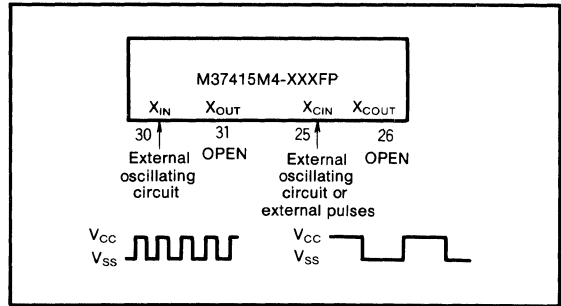 M37415M4-XXXFP
XIN XOUT XCIN XCOUT
30 31 25 26
External OPEN External OPEN
oscillating oscillating
circuit circuit or
external pulses
VCC VCC
VSS VSS